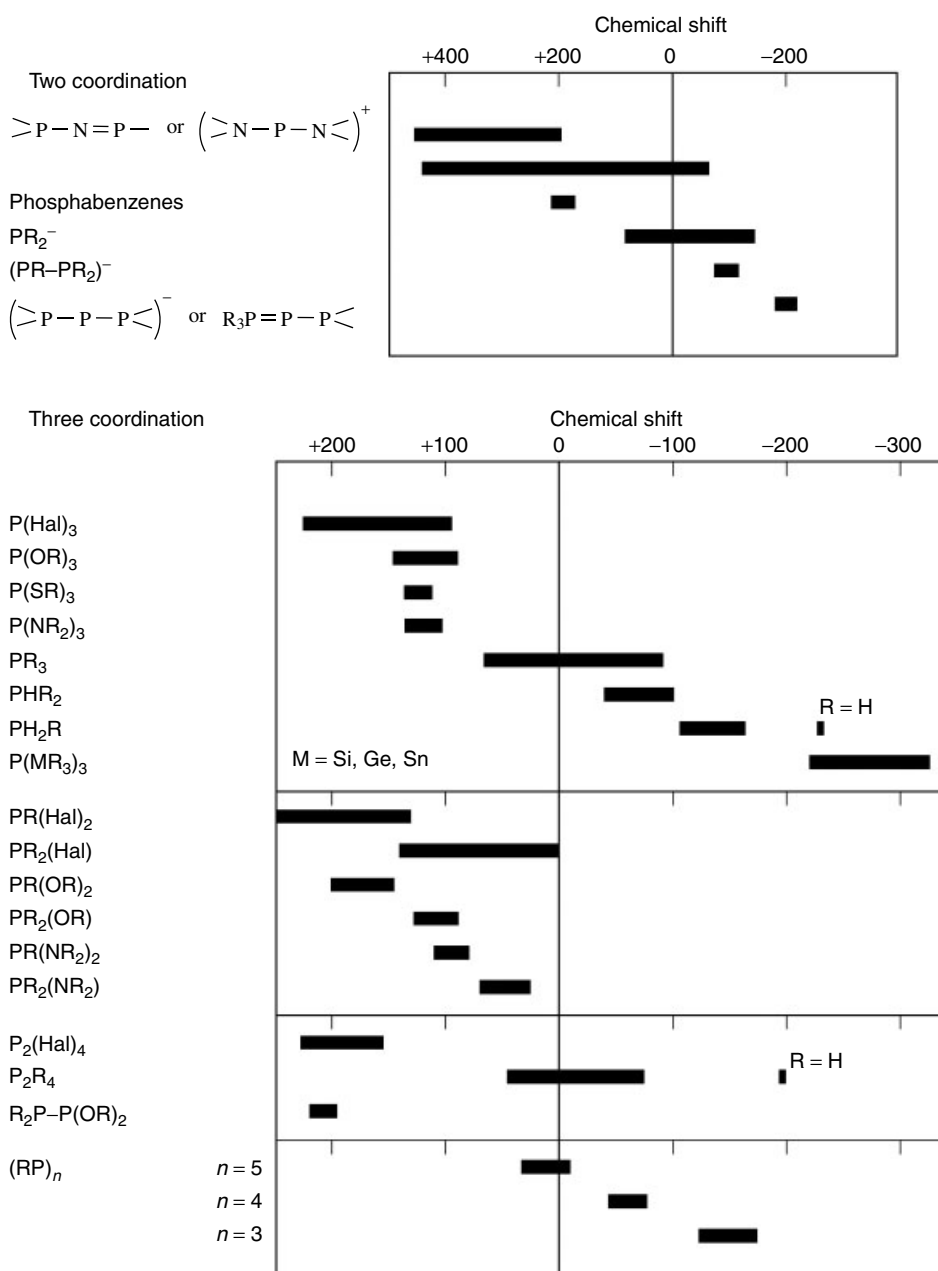 Chemical shift
+400 +200 0 −200
Two coordination
>P—N=P— or (>N—P—N<)⁺
Phosphabenzenes
PR₂⁻
(PR–PR₂)⁻
(>P—P—P<)⁻ or R₃P=P—P<
Three coordination Chemical shift
+200 +100 0 −100 −200 −300
P(Hal)₃
P(OR)₃
P(SR)₃
P(NR₂)₃
PR₃
PHR₂
PH₂R R = H
P(MR₃)₃ M = Si, Ge, Sn
PR(Hal)₂
PR₂(Hal)
PR(OR)₂
PR₂(OR)
PR(NR₂)₂
PR₂(NR₂)
P₂(Hal)₄
P₂R₄ R = H
R₂P–P(OR)₂
(RP)ₙ n = 5
n = 4
n = 3